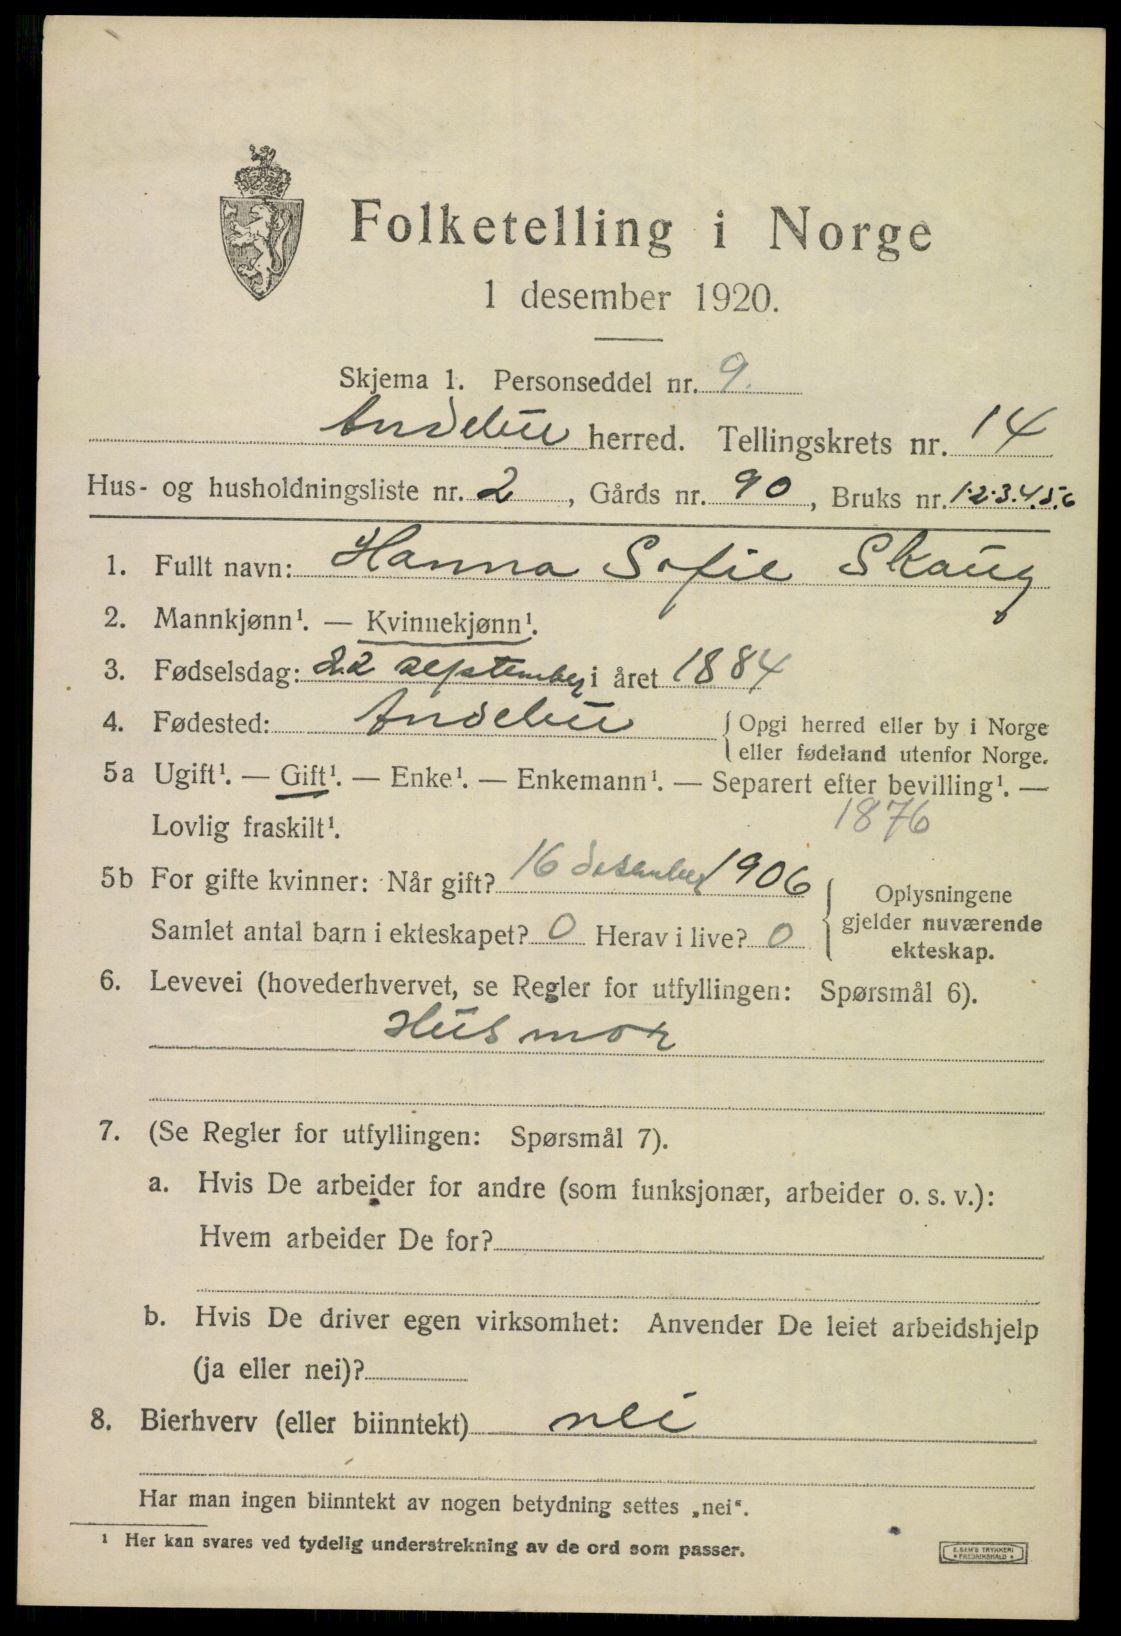 Folketelling i Norge
1 desember 1920.
Skjema 1. Personseddel nr. 9.
Andebu herred. Tellingskrets nr. 14
Hus- og husholdningsliste nr. 2, Gårds nr. 90, Bruks nr. 1.2.3.4.5.6
1. Fullt navn: Hanna Sofie Skaug
2. Mannkjønn¹. — Kvinnekjønn¹.
3. Fødselsdag: 22 september i året 1884
4. Fødested: Andebu { Opgi herred eller by i Norge
eller fødeland utenfor Norge.
5a Ugift¹. — Gift¹. — Enke¹. — Enkemann¹. — Separert efter bevilling¹. —
Lovlig fraskilt¹. 1876
5b For gifte kvinner: Når gift? 16 desember 1906
Samlet antal barn i ekteskapet? 0 Herav i live? 0
{ Oplysningene
gjelder nuværende
ekteskap.
6. Levevei (hovederhvervet, se Regler for utfyllingen: Spørsmål 6).
Husmor
7. (Se Regler for utfyllingen: Spørsmål 7).
a. Hvis De arbeider for andre (som funksjonær, arbeider o. s. v.):
Hvem arbeider De for?
b. Hvis De driver egen virksomhet: Anvender De leiet arbeidshjelp
(ja eller nei)?
8. Bierhverv (eller biinntekt) nei
Har man ingen biinntekt av nogen betydning settes „nei“.
¹ Her kan svares ved tydelig understrekning av de ord som passer.
E. SEM'S TRYKKERI
• FREDRIKSHALD •